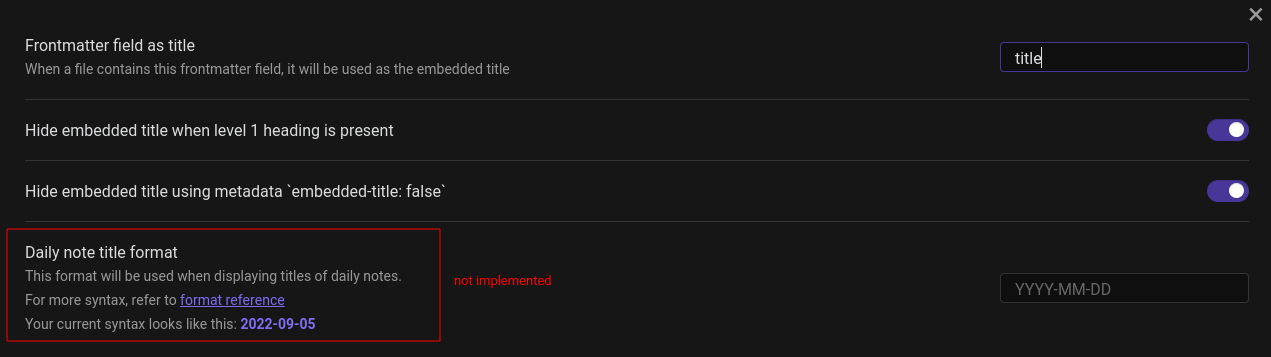 Frontmatter field as title
When a file contains this frontmatter field, it will be used as the embedded title
title
Hide embedded title when level 1 heading is present
Hide embedded title using metadata `embedded-title: false`
Daily note title format
This format will be used when displaying titles of daily notes.
For more syntax, refer to format reference
Your current syntax looks like this: 2022-09-05
not implemented
YYYY-MM-DD